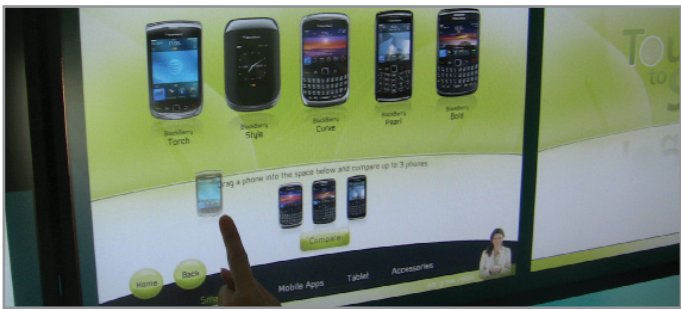 BlackBerry
Torch
BlackBerry
Style
BlackBerry
Curve
BlackBerry
Pearl
BlackBerry
Bold
Drag a phone into the space below and compare up to 3 phones
Compare
Home
Back
Mobile Apps
Tablet
Accessories
to